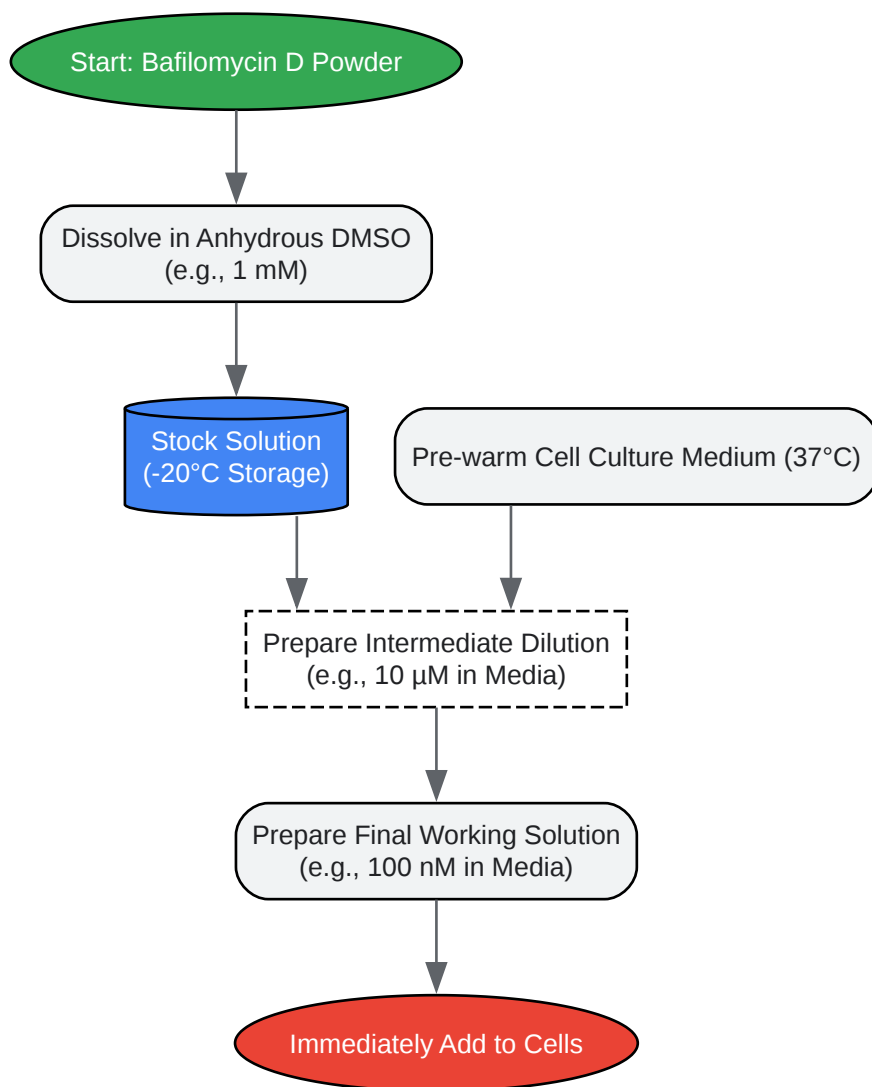 Start: Bafilomycin D Powder
Dissolve in Anhydrous DMSO
(e.g., 1 mM)
Stock Solution
(-20°C Storage)
Pre-warm Cell Culture Medium (37°C)
Prepare Intermediate Dilution
(e.g., 10 µM in Media)
Prepare Final Working Solution
(e.g., 100 nM in Media)
Immediately Add to Cells